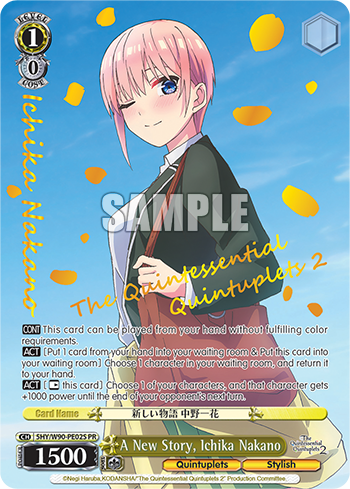 LEVEL
1
0
COST
Ichika Nakano
SAMPLE
The Quintessential
Quintuplets 2
CONT This card can be played from your hand without fulfilling color
requirements.
ACT [Put 1 card from your hand into your waiting room & Put this card into
your waiting room] Choose 1 character in your waiting room, and return it
to your hand.
ACT [ this card] Choose 1 of your characters, and that character gets
+1000 power until the end of your opponent's next turn.
Card Name
新しい物語 中野一花
CH 5HY/W90-PE02S PR
POWER
1500
A New Story, Ichika Nakano
The Quintessential Quintuplets 2
Quintuplets
Stylish
©Negi Haruba,KODANSHA/"The Quintessential Quintuplets 2" Production Committee.